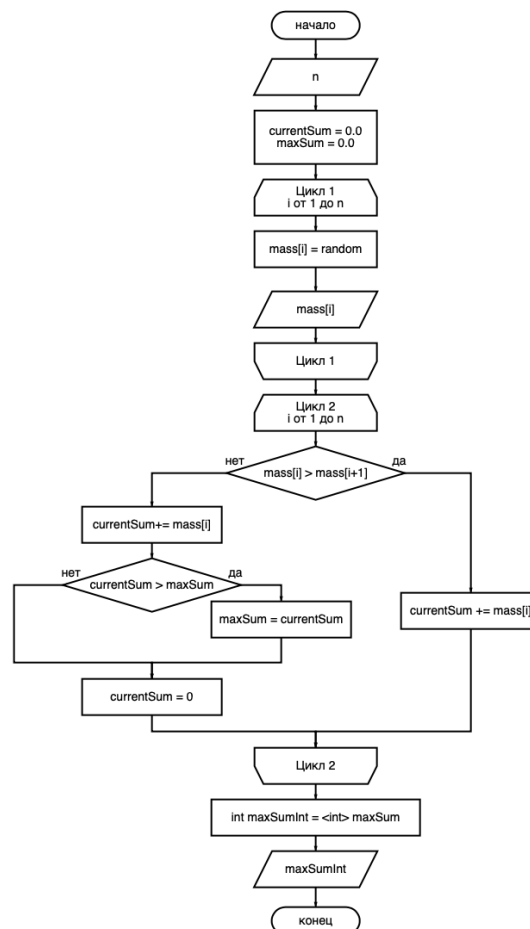 начало
n
currentSum = 0.0
maxSum = 0.0
Цикл 1
i от 1 до n
mass[i] = random
mass[i]
Цикл 1
Цикл 2
i от 1 до n
нет
mass[i] > mass[i+1]
да
currentSum+= mass[i]
нет
currentSum > maxSum
да
maxSum = currentSum
currentSum += mass[i]
currentSum = 0
Цикл 2
int maxSumInt = <int> maxSum
maxSumInt
конец